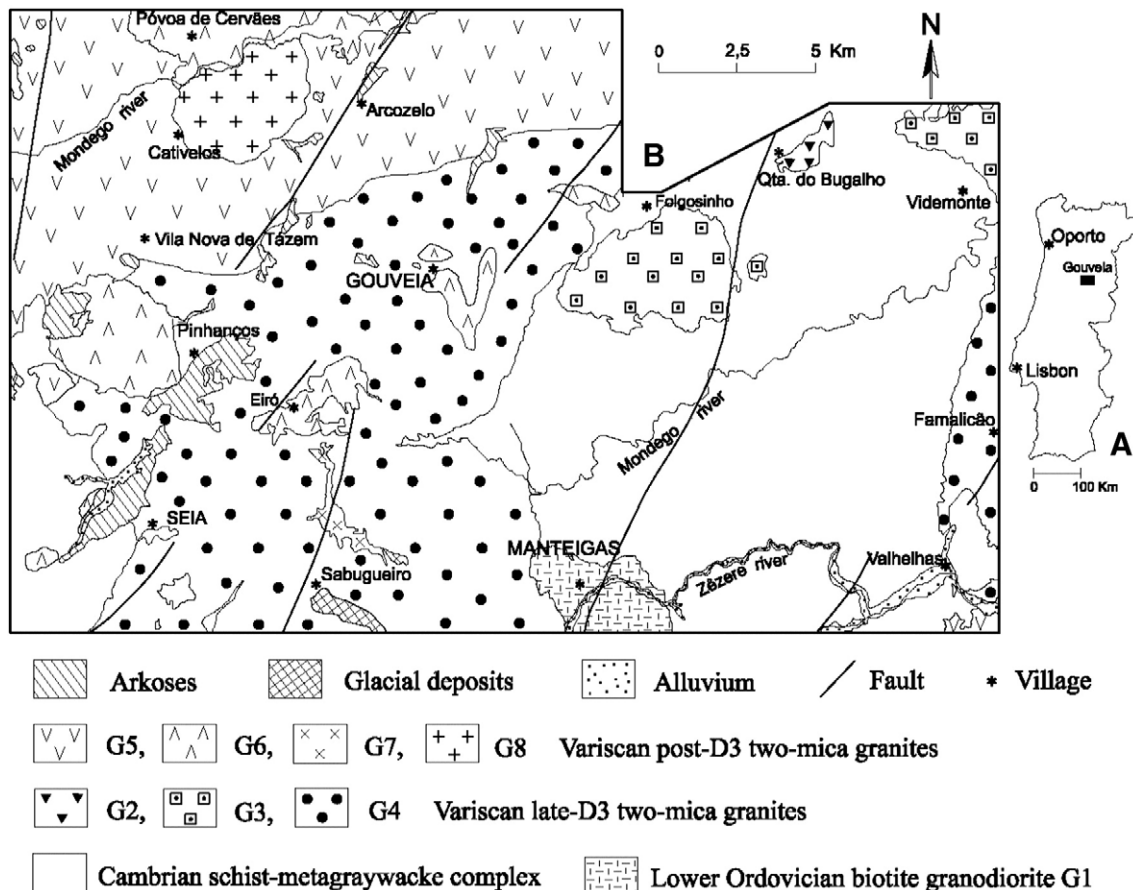 Póvoa de Cervães
0 2,5 5 Km
N
Mondego river
Arcozelo
Cativelos
B
Qta. do Bugalho
Folgosinho
Videmonte
Vila Nova de Tázem
GOUVEIA
Oporto
Gouveia
Pinhanços
Lisbon
Eiró
Mondego river
Famalicão
A
0 100 Km
SEIA
MANTEIGAS
Valhelhas
Zêzere river
Sabugueiro
Arkoses Glacial deposits Alluvium Fault * Village
G5, G6, G7, G8 Variscan post-D3 two-mica granites
G2, G3, G4 Variscan late-D3 two-mica granites
Cambrian schist-metagraywacke complex Lower Ordovician biotite granodiorite G1